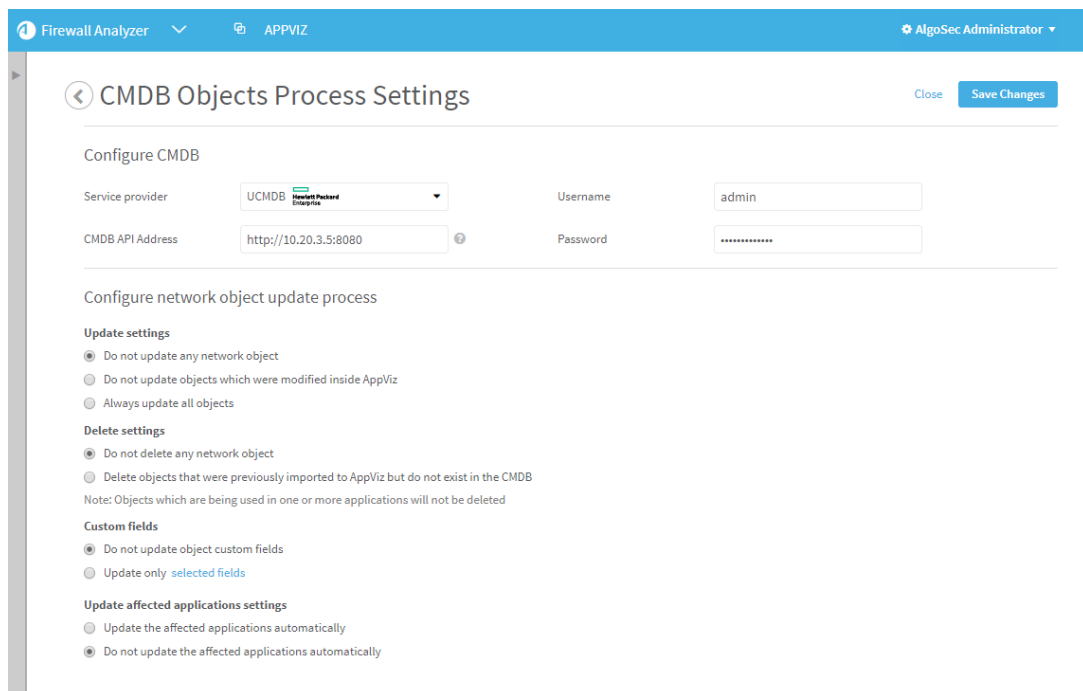 Firewall Analyzer APPVIZ AlgoSec Administrator
CMDB Objects Process Settings Close Save Changes
Configure CMDB
Service provider UCMDB Hewlett Packard Enterprise Username admin
CMDB API Address http://10.20.3.5:8080 ? Password •••••••••••••
Configure network object update process
Update settings
Do not update any network object
Do not update objects which were modified inside AppViz
Always update all objects
Delete settings
Do not delete any network object
Delete objects that were previously imported to AppViz but do not exist in the CMDB
Note: Objects which are being used in one or more applications will not be deleted
Custom fields
Do not update object custom fields
Update only selected fields
Update affected applications settings
Update the affected applications automatically
Do not update the affected applications automatically